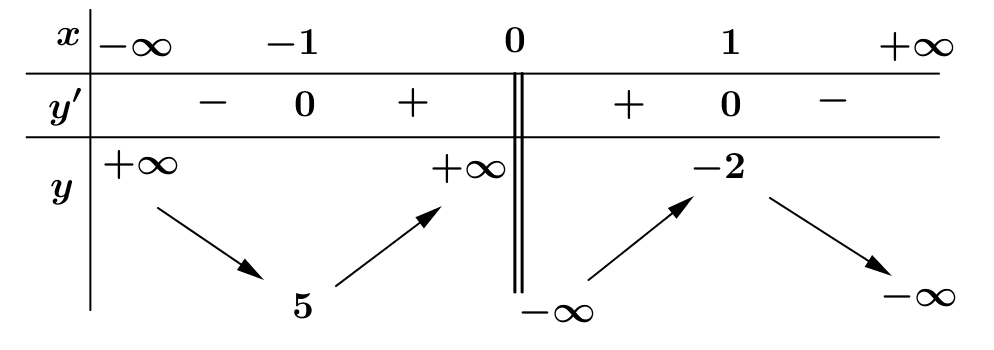 x −∞ −1 0 1 +∞
y′ − 0 + + 0 −
y +∞ +∞ −2
5 −∞ −∞